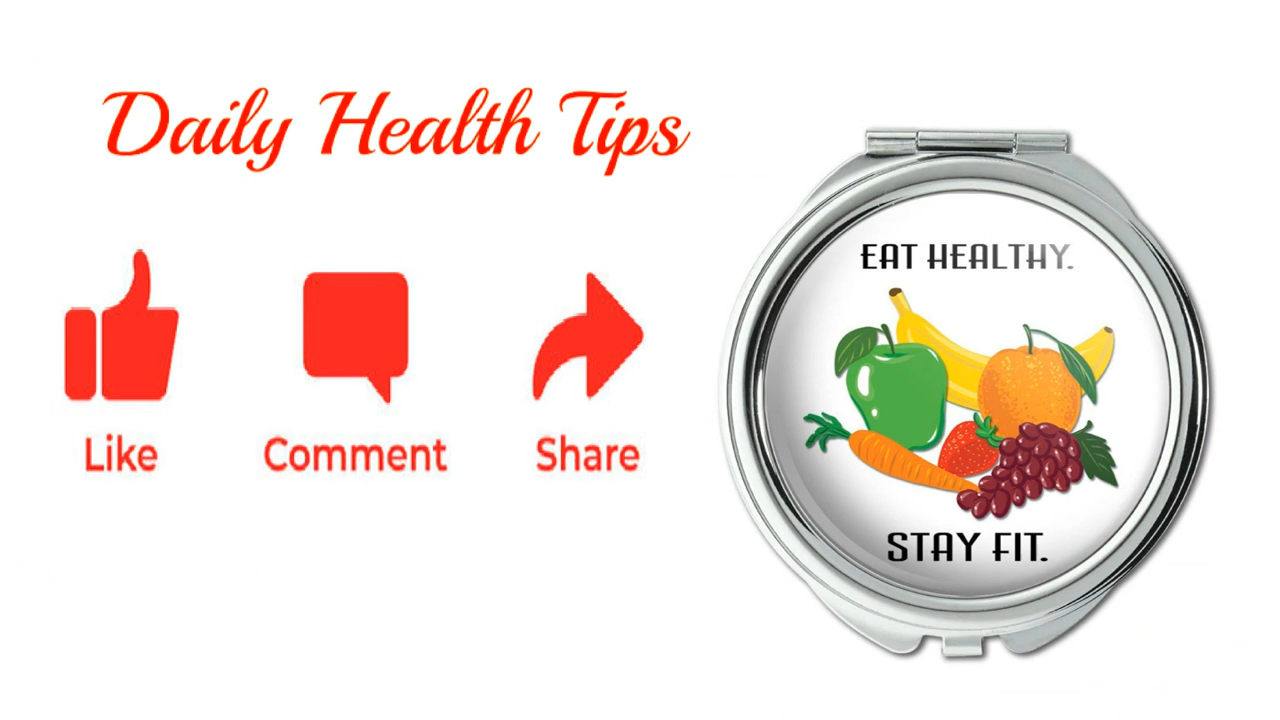 Daily Health Tips
Like
Comment
Share
EAT HEALTHY.
STAY FIT.